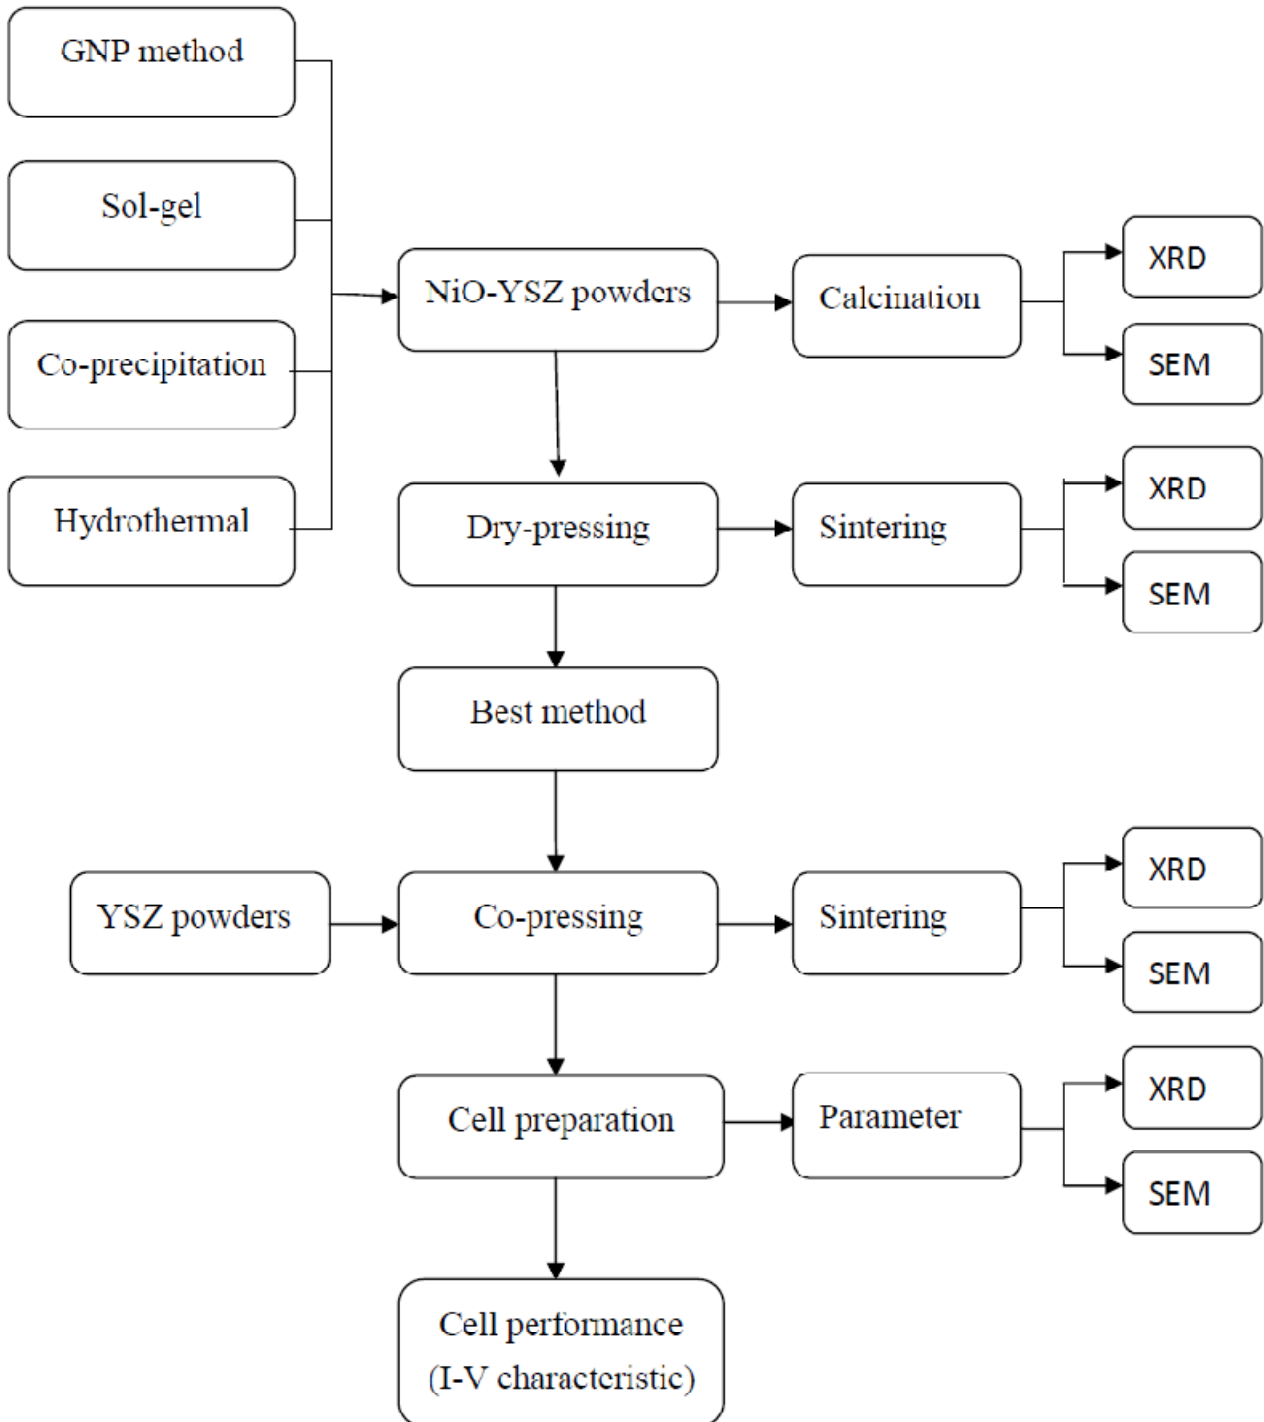 GNP method
Sol-gel
Co-precipitation
Hydrothermal
NiO-YSZ powders
Calcination
XRD
SEM
Dry-pressing
Sintering
XRD
SEM
Best method
YSZ powders
Co-pressing
Sintering
XRD
SEM
Cell preparation
Parameter
XRD
SEM
Cell performance
(I-V characteristic)